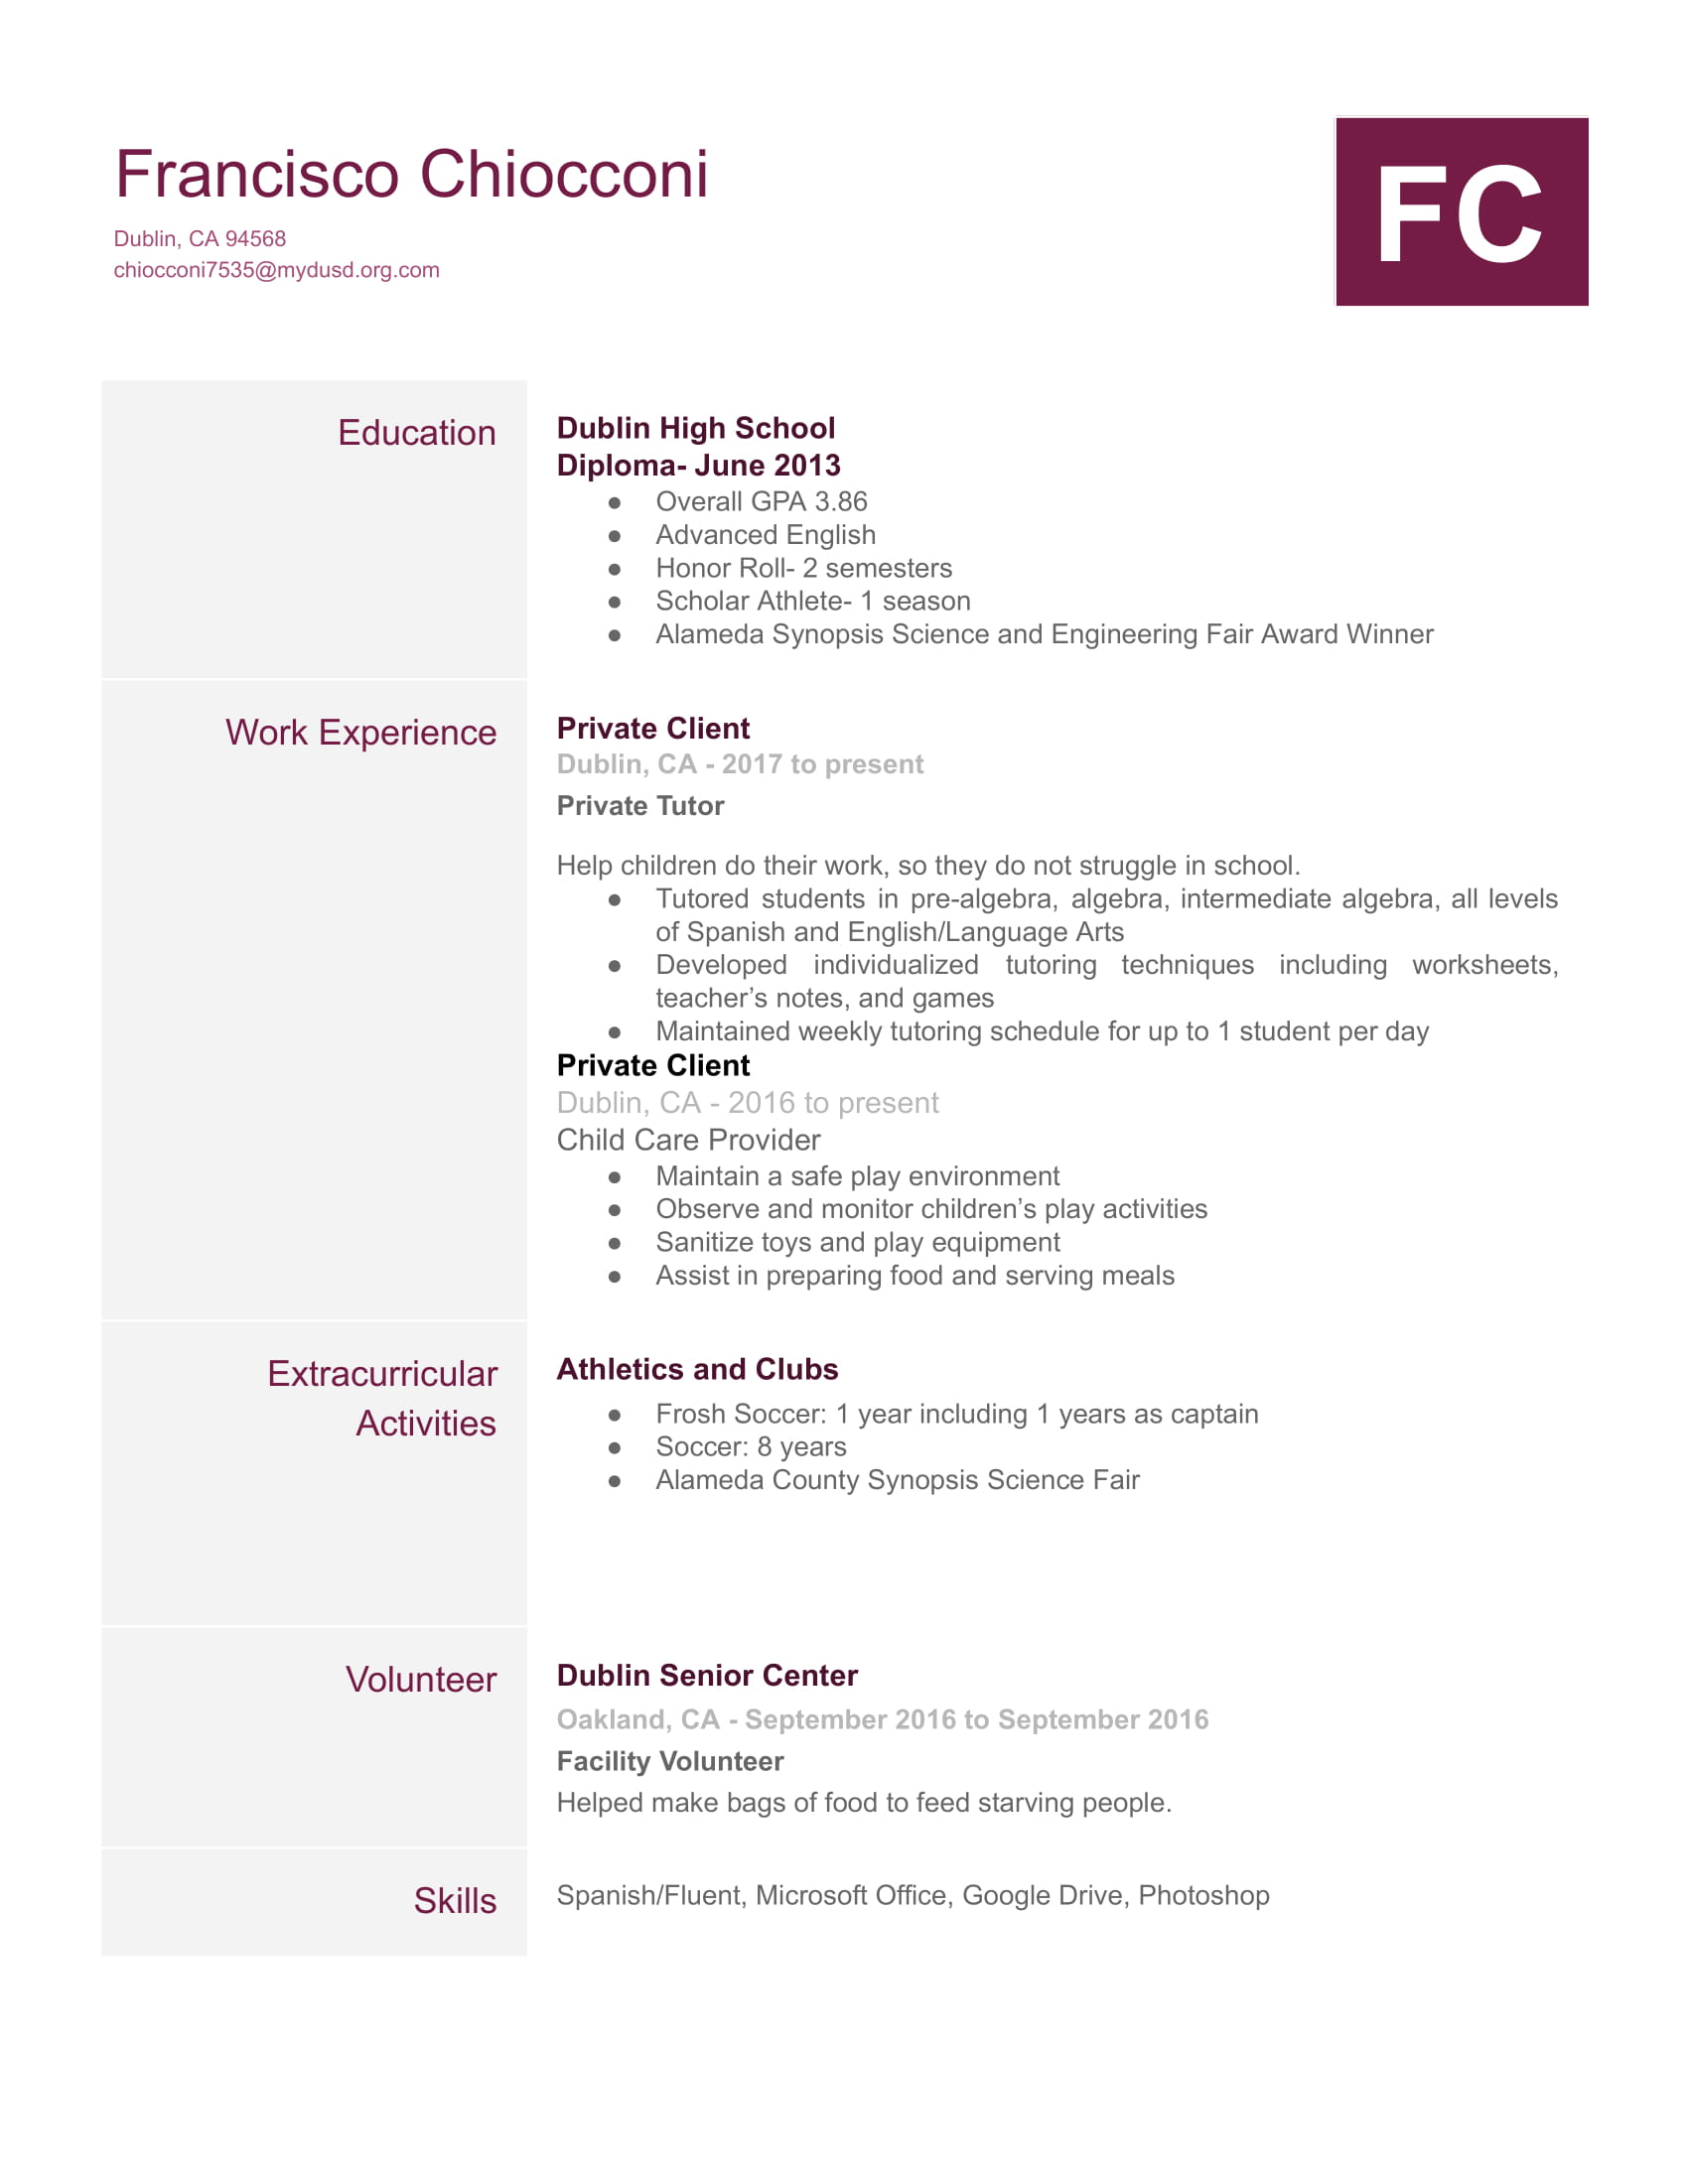 Francisco Chiocconi
FC
Dublin, CA 94568
chiocconi7535@mydusd.org.com
Education
Dublin High School
Diploma- June 2013
● Overall GPA 3.86
● Advanced English
● Honor Roll- 2 semesters
● Scholar Athlete- 1 season
● Alameda Synopsis Science and Engineering Fair Award Winner
Work Experience
Private Client
Dublin, CA - 2017 to present
Private Tutor
Help children do their work, so they do not struggle in school.
● Tutored students in pre-algebra, algebra, intermediate algebra, all levels
of Spanish and English/Language Arts
● Developed individualized tutoring techniques including worksheets,
teacher’s notes, and games
● Maintained weekly tutoring schedule for up to 1 student per day
Private Client
Dublin, CA - 2016 to present
Child Care Provider
● Maintain a safe play environment
● Observe and monitor children’s play activities
● Sanitize toys and play equipment
● Assist in preparing food and serving meals
Extracurricular
Activities
Athletics and Clubs
● Frosh Soccer: 1 year including 1 years as captain
● Soccer: 8 years
● Alameda County Synopsis Science Fair
Volunteer
Dublin Senior Center
Oakland, CA - September 2016 to September 2016
Facility Volunteer
Helped make bags of food to feed starving people.
Skills
Spanish/Fluent, Microsoft Office, Google Drive, Photoshop